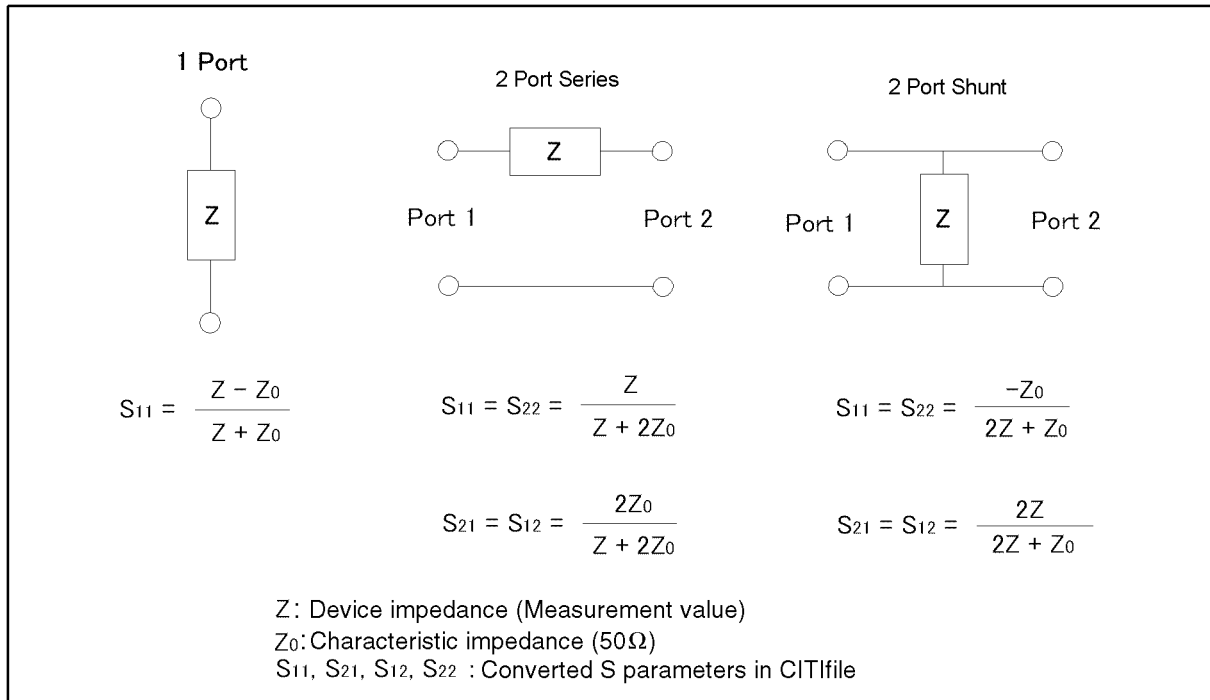 1 Port
Z
S11 = Z − Z0 / Z + Z0
2 Port Series
Z
Port 1
Port 2
S11 = S22 = Z / Z + 2Z0
S21 = S12 = 2Z0 / Z + 2Z0
2 Port Shunt
Z
Port 1
Port 2
S11 = S22 = -Z0 / 2Z + Z0
S21 = S12 = 2Z / 2Z + Z0
Z: Device impedance (Measurement value)
Z0: Characteristic impedance (50Ω)
S11, S21, S12, S22 : Converted S parameters in CITIfile